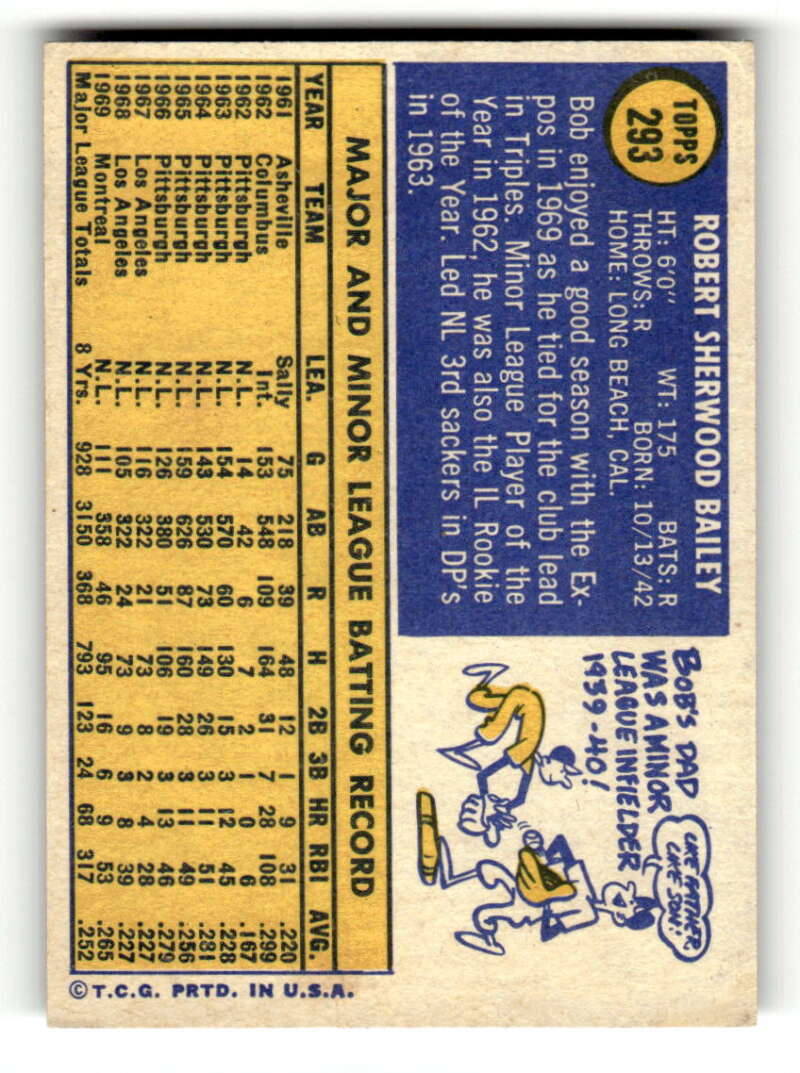 TOPPS
293
ROBERT SHERWOOD BAILEY
HT: 6'0" WT: 175 BATS: R
THROWS: R BORN: 10/13/42
HOME: LONG BEACH, CAL.
Bob enjoyed a good season with the Ex-
pos in 1969 as he tied for the club lead
in Triples. Minor League Player of the
Year in 1962, he was also the IL Rookie
of the Year. Led NL 3rd sackers in DP's
in 1963.
BOB'S DAD
WAS A MINOR
LEAGUE INFIELDER
1939-40!
LIKE FATHER,
LIKE SON!
MAJOR AND MINOR LEAGUE BATTING RECORD
YEAR TEAM LEA. G AB R H 2B 3B HR RBI AVG.
1961 Asheville Sally 75 218 39 48 12 1 9 31 .220
1962 Columbus Int. 153 548 109 164 31 7 28 108 .299
1962 Pittsburgh N.L. 14 42 6 7 2 1 0 6 .167
1963 Pittsburgh N.L. 154 570 60 130 15 3 12 45 .228
1964 Pittsburgh N.L. 143 530 73 149 26 3 11 51 .281
1965 Pittsburgh N.L. 159 626 87 160 28 3 11 49 .256
1966 Pittsburgh N.L. 126 380 51 106 19 3 13 46 .279
1967 Los Angeles N.L. 116 322 21 73 8 2 4 28 .227
1968 Los Angeles N.L. 105 322 24 73 9 3 8 39 .227
1969 Montreal N.L. 111 358 46 95 16 6 9 53 .265
Major League Totals 8 Yrs. 928 3150 368 793 123 24 68 317 .252
© T.C.G. PRTD. IN U.S.A.